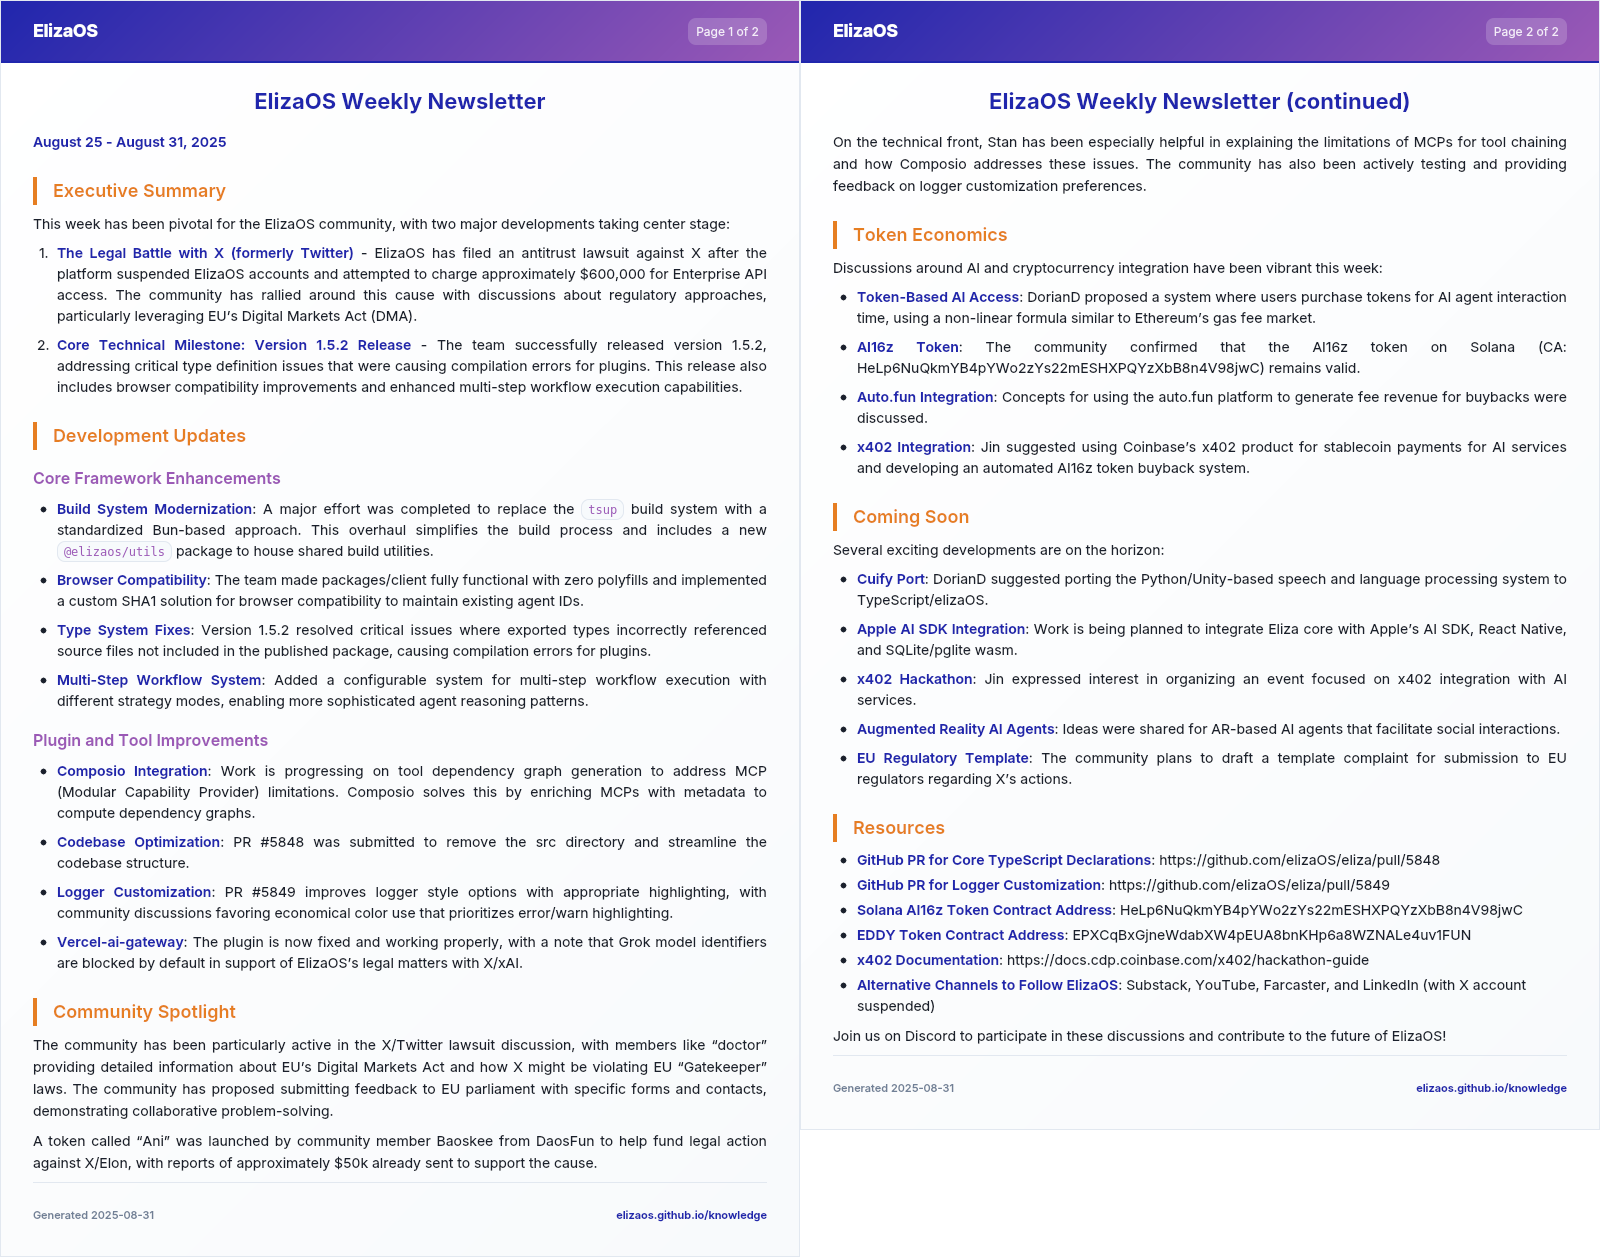 ElizaOS
Page 1 of 2
ElizaOS Weekly Newsletter
August 25 - August 31, 2025
Executive Summary
This week has been pivotal for the ElizaOS community, with two major developments taking center stage:
1. The Legal Battle with X (formerly Twitter) - ElizaOS has filed an antitrust lawsuit against X after the
platform suspended ElizaOS accounts and attempted to charge approximately $600,000 for Enterprise API
access. The community has rallied around this cause with discussions about regulatory approaches,
particularly leveraging EU's Digital Markets Act (DMA).
2. Core Technical Milestone: Version 1.5.2 Release - The team successfully released version 1.5.2,
addressing critical type definition issues that were causing compilation errors for plugins. This release also
includes browser compatibility improvements and enhanced multi-step workflow execution capabilities.
Development Updates
Core Framework Enhancements
• Build System Modernization: A major effort was completed to replace the tsup build system with a
standardized Bun-based approach. This overhaul simplifies the build process and includes a new
@elizaos/utils package to house shared build utilities.
• Browser Compatibility: The team made packages/client fully functional with zero polyfills and implemented
a custom SHA1 solution for browser compatibility to maintain existing agent IDs.
• Type System Fixes: Version 1.5.2 resolved critical issues where exported types incorrectly referenced
source files not included in the published package, causing compilation errors for plugins.
• Multi-Step Workflow System: Added a configurable system for multi-step workflow execution with
different strategy modes, enabling more sophisticated agent reasoning patterns.
Plugin and Tool Improvements
• Composio Integration: Work is progressing on tool dependency graph generation to address MCP
(Modular Capability Provider) limitations. Composio solves this by enriching MCPs with metadata to
compute dependency graphs.
• Codebase Optimization: PR #5848 was submitted to remove the src directory and streamline the
codebase structure.
• Logger Customization: PR #5849 improves logger style options with appropriate highlighting, with
community discussions favoring economical color use that prioritizes error/warn highlighting.
• Vercel-ai-gateway: The plugin is now fixed and working properly, with a note that Grok model identifiers
are blocked by default in support of ElizaOS's legal matters with X/xAI.
Community Spotlight
The community has been particularly active in the X/Twitter lawsuit discussion, with members like “doctor”
providing detailed information about EU's Digital Markets Act and how X might be violating EU “Gatekeeper”
laws. The community has proposed submitting feedback to EU parliament with specific forms and contacts,
demonstrating collaborative problem-solving.
A token called “Ani” was launched by community member Baoskee from DaosFun to help fund legal action
against X/Elon, with reports of approximately $50k already sent to support the cause.
Generated 2025-08-31
elizaos.github.io/knowledge
ElizaOS
Page 2 of 2
ElizaOS Weekly Newsletter (continued)
On the technical front, Stan has been especially helpful in explaining the limitations of MCPs for tool chaining
and how Composio addresses these issues. The community has also been actively testing and providing
feedback on logger customization preferences.
Token Economics
Discussions around AI and cryptocurrency integration have been vibrant this week:
• Token-Based AI Access: DorianD proposed a system where users purchase tokens for AI agent interaction
time, using a non-linear formula similar to Ethereum's gas fee market.
• AI16z Token: The community confirmed that the AI16z token on Solana (CA:
HeLp6NuQkmYB4pYWo2zYs22mESHXPQYzXbB8n4V98jwC) remains valid.
• Auto.fun Integration: Concepts for using the auto.fun platform to generate fee revenue for buybacks were
discussed.
• x402 Integration: Jin suggested using Coinbase's x402 product for stablecoin payments for AI services
and developing an automated AI16z token buyback system.
Coming Soon
Several exciting developments are on the horizon:
• Cuify Port: DorianD suggested porting the Python/Unity-based speech and language processing system to
TypeScript/elizaOS.
• Apple AI SDK Integration: Work is being planned to integrate Eliza core with Apple's AI SDK, React Native,
and SQLite/pglite wasm.
• x402 Hackathon: Jin expressed interest in organizing an event focused on x402 integration with AI
services.
• Augmented Reality AI Agents: Ideas were shared for AR-based AI agents that facilitate social interactions.
• EU Regulatory Template: The community plans to draft a template complaint for submission to EU
regulators regarding X's actions.
Resources
• GitHub PR for Core TypeScript Declarations: https://github.com/elizaOS/eliza/pull/5848
• GitHub PR for Logger Customization: https://github.com/elizaOS/eliza/pull/5849
• Solana AI16z Token Contract Address: HeLp6NuQkmYB4pYWo2zYs22mESHXPQYzXbB8n4V98jwC
• EDDY Token Contract Address: EPXCqBxGjneWdabXW4pEUA8bnKHp6a8WZNALe4uv1FUN
• x402 Documentation: https://docs.cdp.coinbase.com/x402/hackathon-guide
• Alternative Channels to Follow ElizaOS: Substack, YouTube, Farcaster, and LinkedIn (with X account
suspended)
Join us on Discord to participate in these discussions and contribute to the future of ElizaOS!
Generated 2025-08-31
elizaos.github.io/knowledge